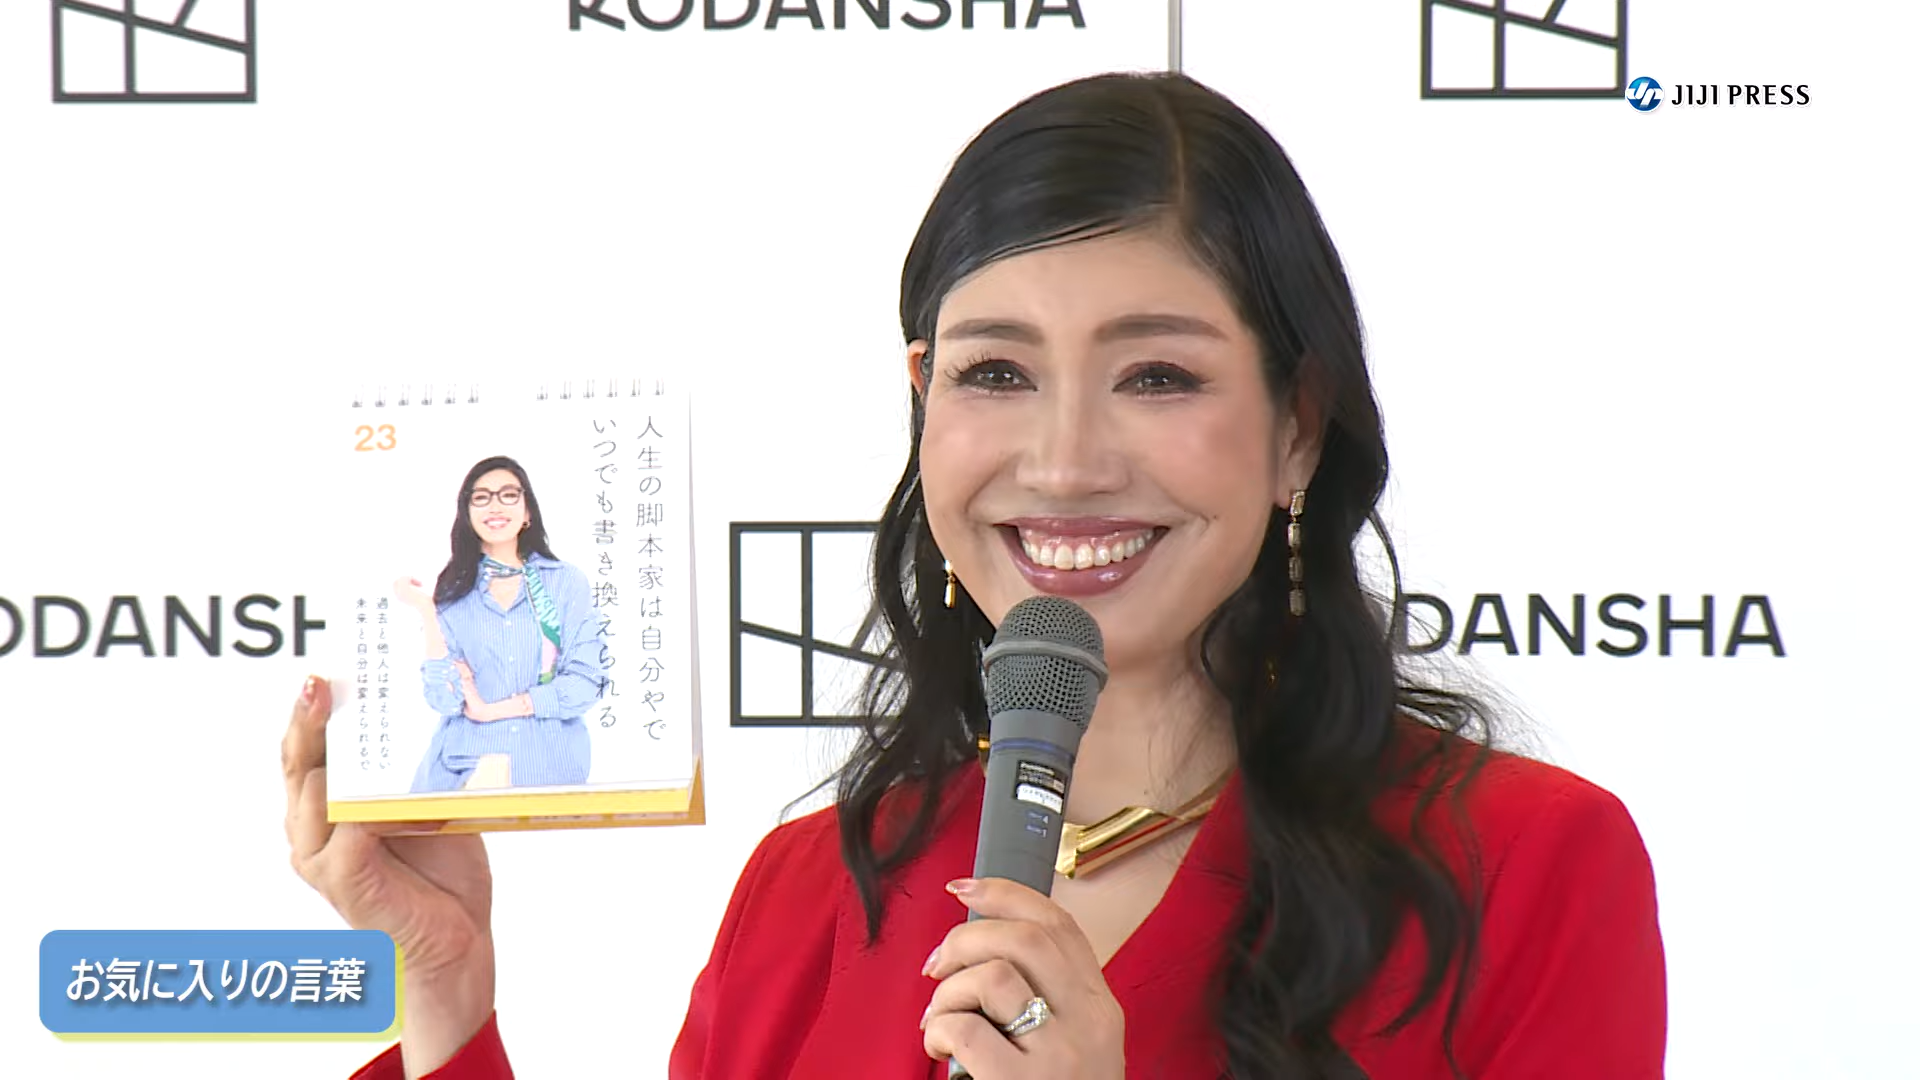 KODANSHA
JIJI PRESS
23
人生の脚本家は自分やで
いつでも書き換えられる
過去と他人は変えられない
未来と自分は変えられるで
ODANSH
DANSHA
お気に入りの言葉